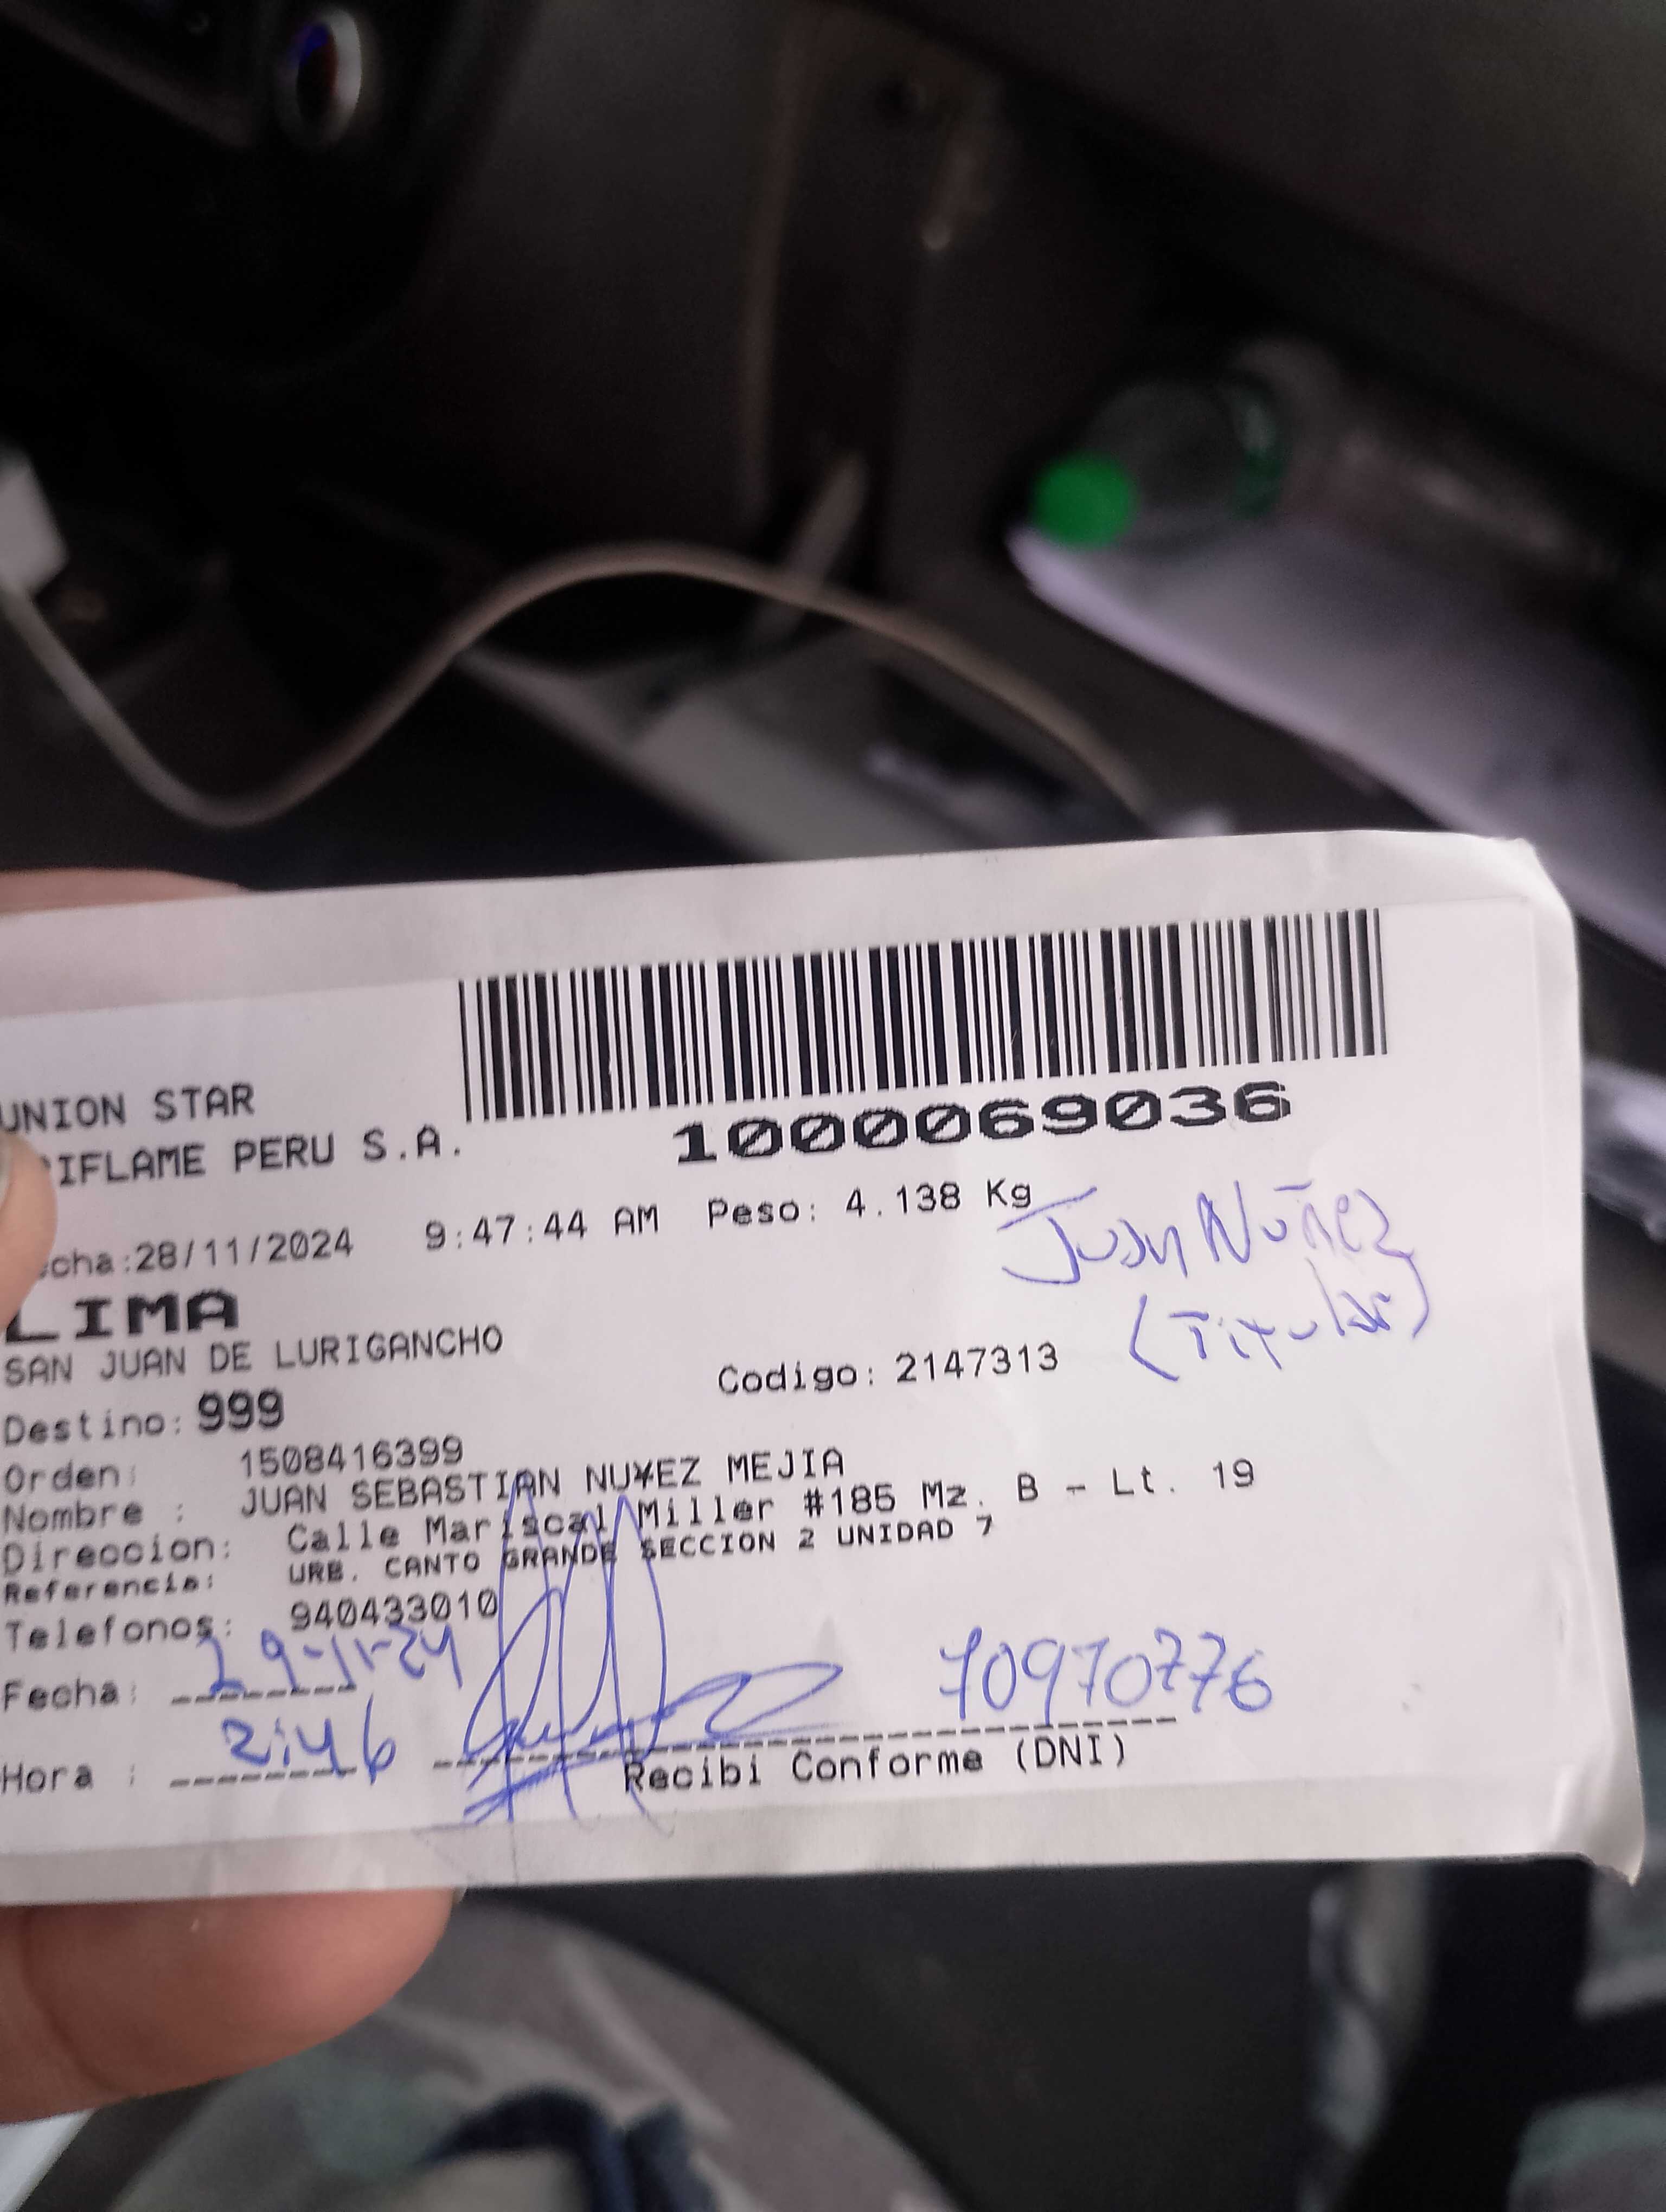 UNION STAR
IFLAME PERU S.A.
1000069036
cha:28/11/2024 9:47:44 AM Peso: 4.138 Kg
Juan Núñez
(Titular)
LIMA
SAN JUAN DE LURIGANCHO
Codigo: 2147313
Destino: 999
Orden: 1508416399
Nombre : JUAN SEBASTIAN NU¥EZ MEJIA
Direccion: Calle Mariscal Miller #185 Mz. B - Lt. 19
Referencia: URB. CANTO GRANDE SECCION 2 UNIDAD 7
Telefonos: 940433010
Fecha: 29-11-24
70970776
Hora : 2:46
Recibi Conforme (DNI)